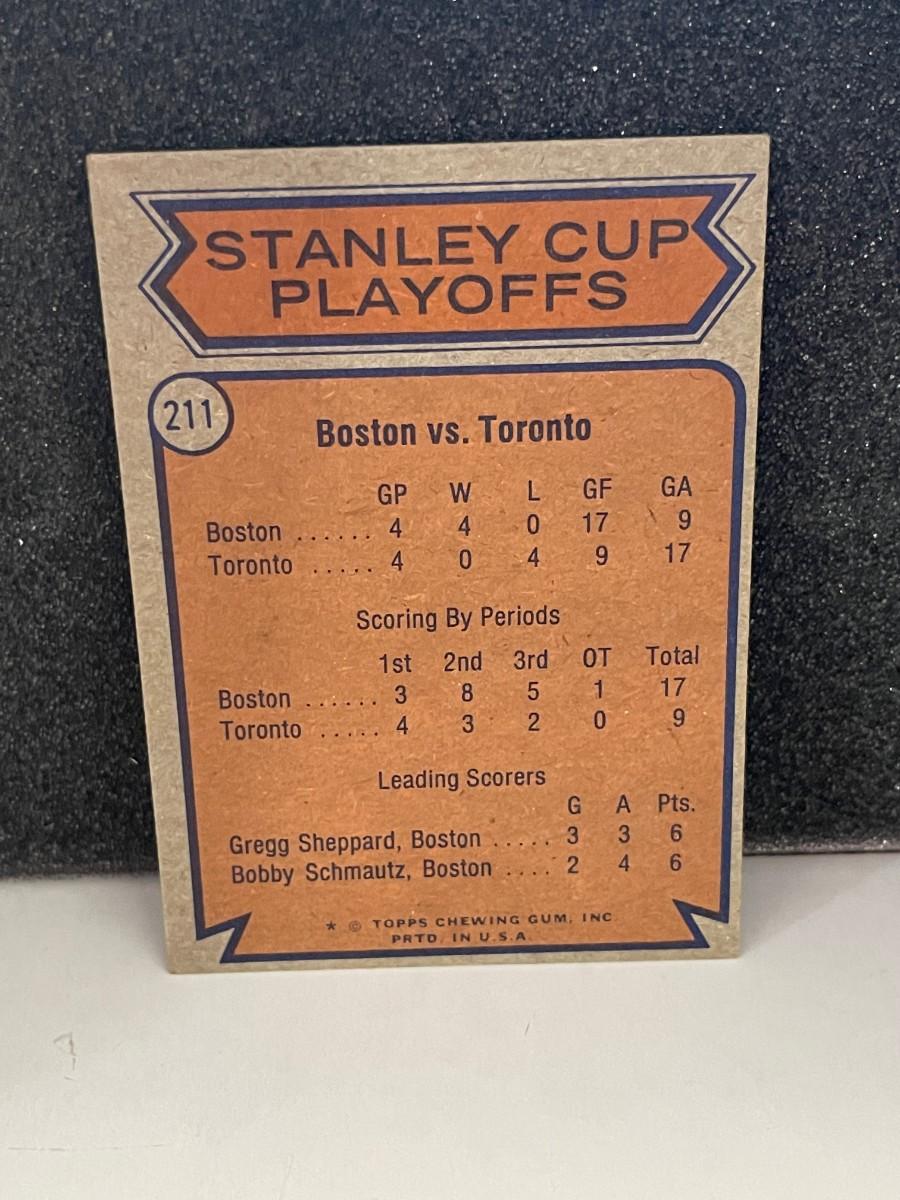 STANLEY CUP
PLAYOFFS
211
Boston vs. Toronto
GP W L GF GA
Boston ...... 4 4 0 17 9
Toronto ..... 4 0 4 9 17
Scoring By Periods
1st 2nd 3rd OT Total
Boston ...... 3 8 5 1 17
Toronto ..... 4 3 2 0 9
Leading Scorers
G A Pts.
Gregg Sheppard, Boston ..... 3 3 6
Bobby Schmautz, Boston .... 2 4 6
* © TOPPS CHEWING GUM, INC
PRTD. IN U.S.A.